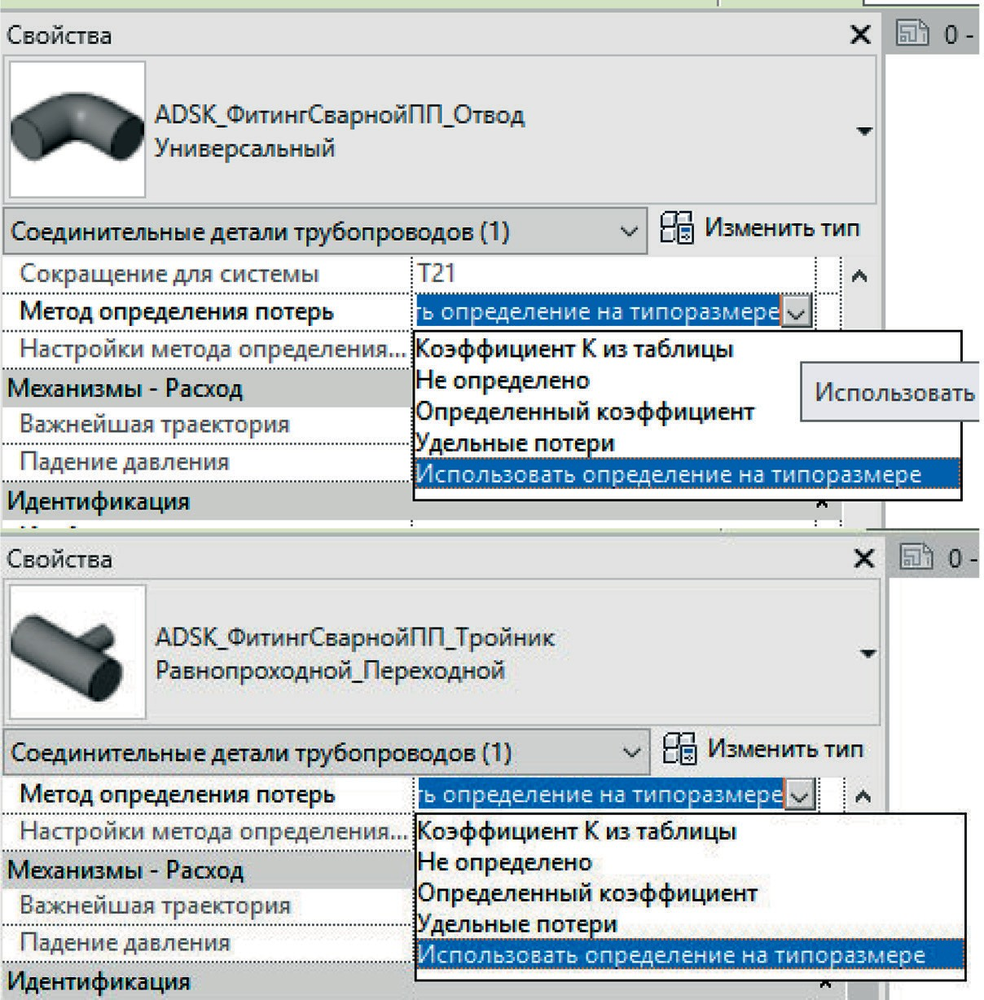 Свойства
0 -
ADSK_ФитингСварнойПП_Отвод
Универсальный
Соединительные детали трубопроводов (1)
Изменить тип
Сокращение для системы
T21
Метод определения потерь
ть определение на типоразмере
Настройки метода определения...
Коэффициент К из таблицы
Механизмы - Расход
Не определено
Использовать
Важнейшая траектория
Определенный коэффициент
Удельные потери
Падение давления
Использовать определение на типоразмере
Идентификация
Свойства
0 -
ADSK_ФитингСварнойПП_Тройник
Равнопроходной_Переходной
Соединительные детали трубопроводов (1)
Изменить тип
Метод определения потерь
ть определение на типоразмере
Настройки метода определения...
Коэффициент К из таблицы
Механизмы - Расход
Не определено
Важнейшая траектория
Определенный коэффициент
Удельные потери
Падение давления
Использовать определение на типоразмере
Идентификация